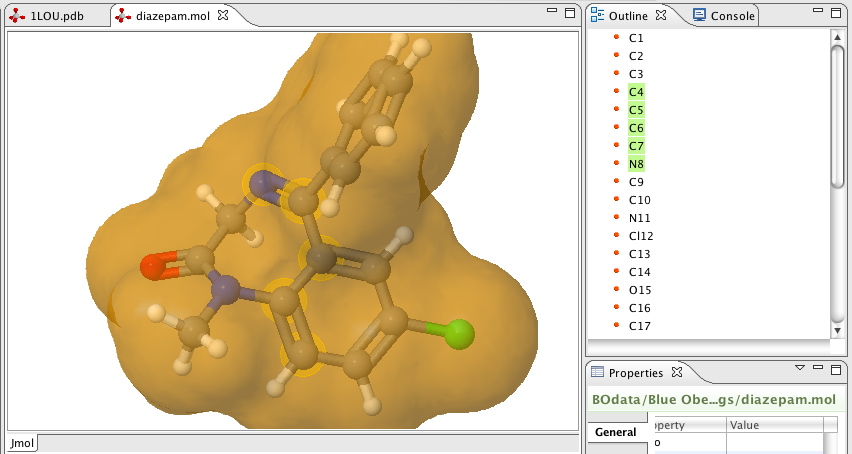 1LOU.pdb
diazepam.mol
Jmol
Outline
Console
C1
C2
C3
C4
C5
C6
C7
N8
C9
C10
N11
Cl12
C13
C14
O15
C16
C17
Properties
BOdata/Blue Obe...gs/diazepam.mol
General
perty Value
o